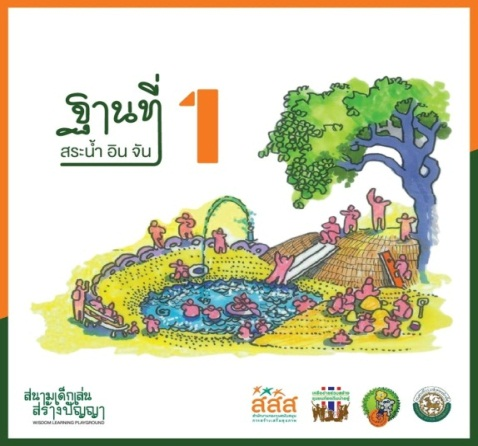 ฐานที่ 1
สระน้ำ อิน จัน
สนามเด็กเล่น
สร้างปัญญา
WISDOM LEARNING PLAYGROUND
สสส